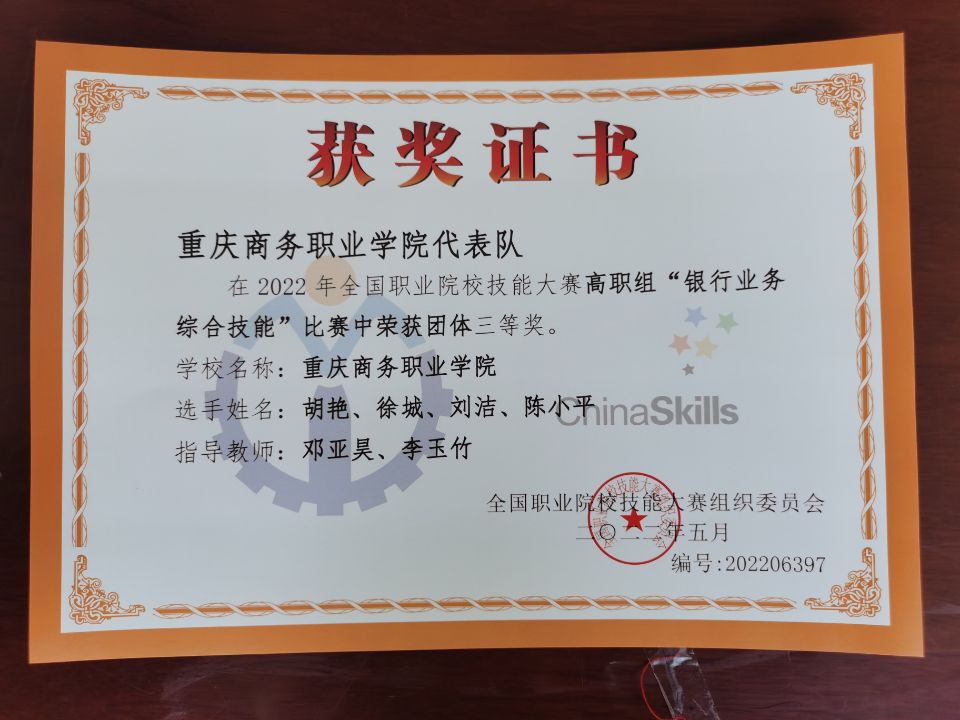 获奖证书
重庆商务职业学院代表队
在2022年全国职业院校技能大赛高职组“银行业务
综合技能”比赛中荣获团体三等奖。
学校名称：重庆商务职业学院
选手姓名：胡艳、徐城、刘洁、陈小平
ChinaSkills
指导教师：邓亚昊、李玉竹
全国职业院校技能大赛组织委员会
二〇二二年五月
编号:202206397